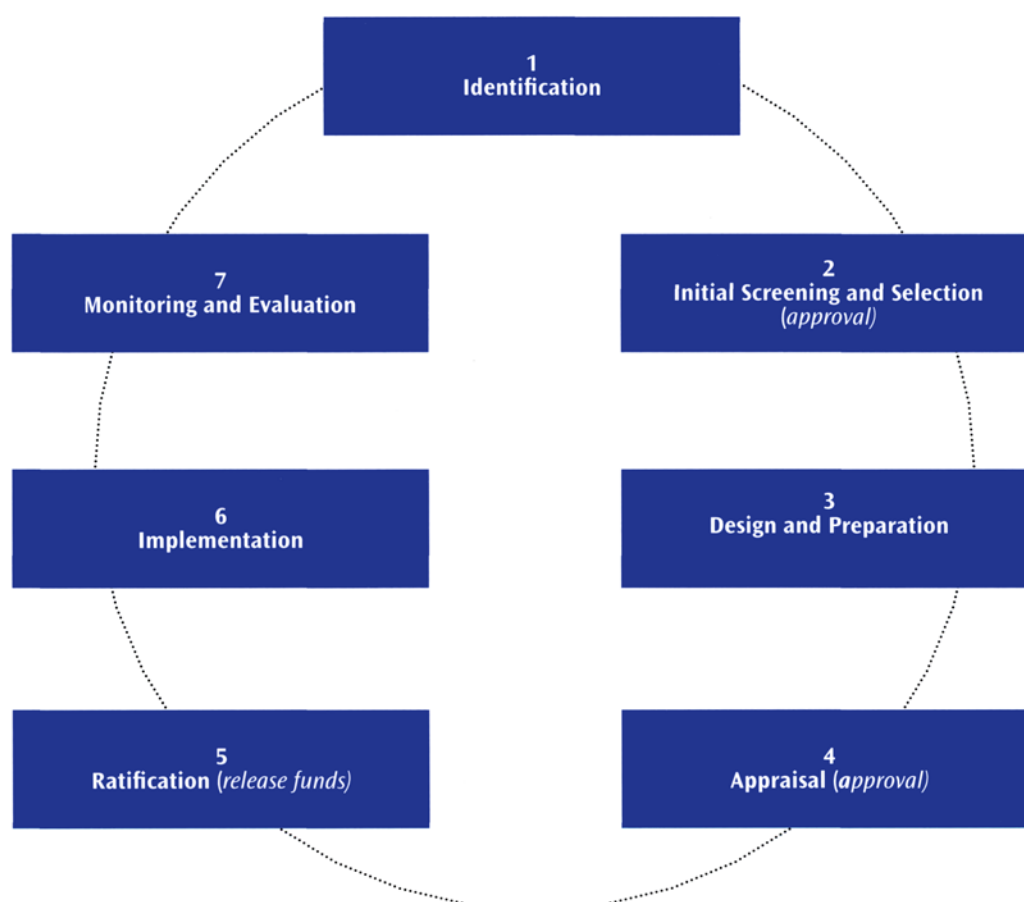 1
Identification
2
Initial Screening and Selection
(approval)
3
Design and Preparation
4
Appraisal (approval)
5
Ratification (release funds)
6
Implementation
7
Monitoring and Evaluation